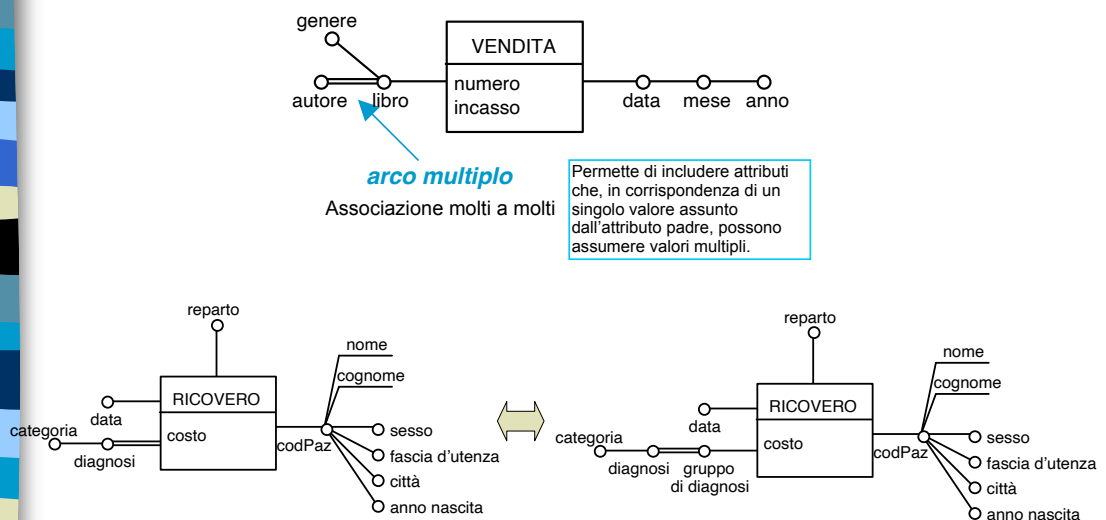 genere
VENDITA
numero
incasso
autore
libro
data
mese
anno
arco multiplo
Associazione molti a molti
Permette di includere attributi
che, in corrispondenza di un
singolo valore assunto
dall'attributo padre, possono
assumere valori multipli.
reparto
nome
cognome
RICOVERO
data
costo
categoria
diagnosi
codPaz
sesso
fascia d'utenza
città
anno nascita
reparto
nome
cognome
RICOVERO
data
costo
categoria
diagnosi
gruppo
di diagnosi
codPaz
sesso
fascia d'utenza
città
anno nascita